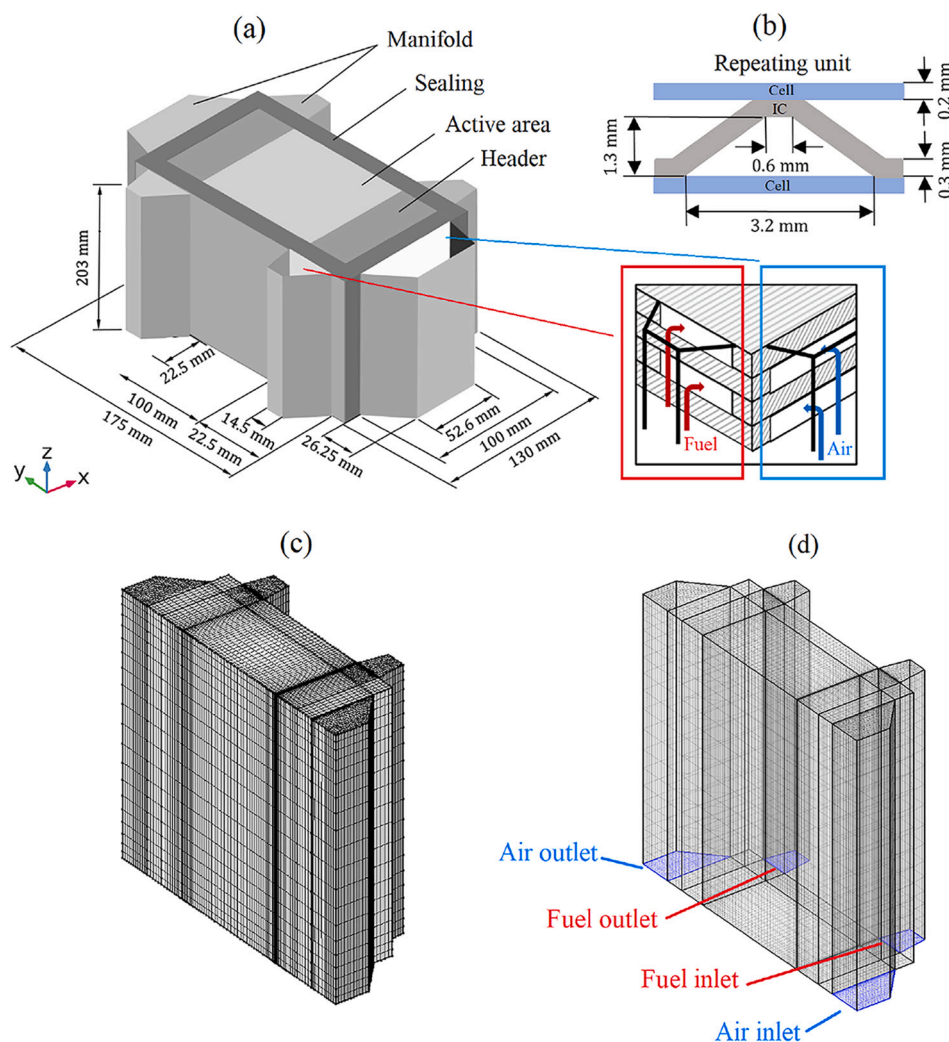 (a)
Manifold
Sealing
Active area
Header
203 mm
22.5 mm
100 mm
175 mm
22.5 mm
14.5 mm
26.25 mm
52.6 mm
100 mm
130 mm
z
y
x
(b)
Repeating unit
Cell
IC
0.2 mm
1.3 mm
0.6 mm
Cell
0.3 mm
3.2 mm
Fuel
Air
(c)
(d)
Air outlet
Fuel outlet
Fuel inlet
Air inlet